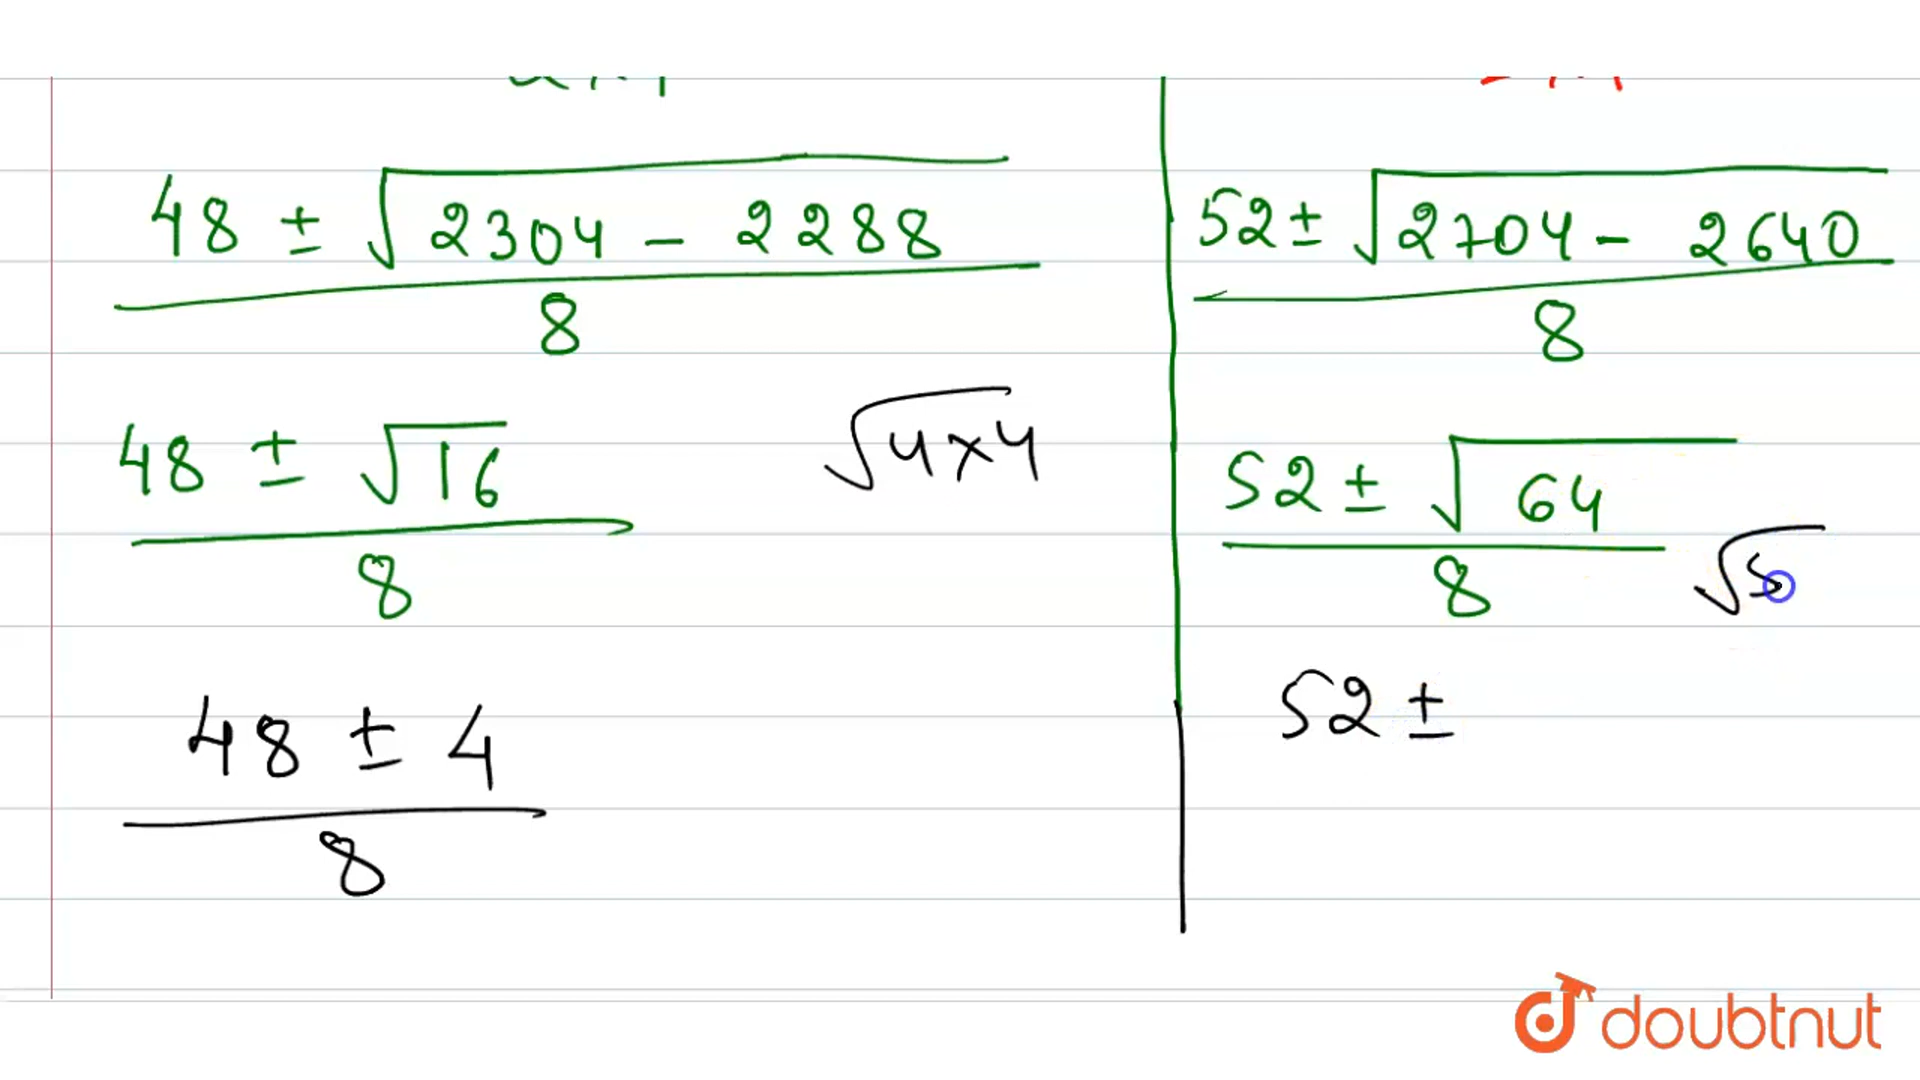 48 ± √2304 - 2288
8
48 ± √16
8
√4×4
48 ± 4
8
52 ± √2704 - 2640
8
52 ± √64
8
52 ±
doubtnut